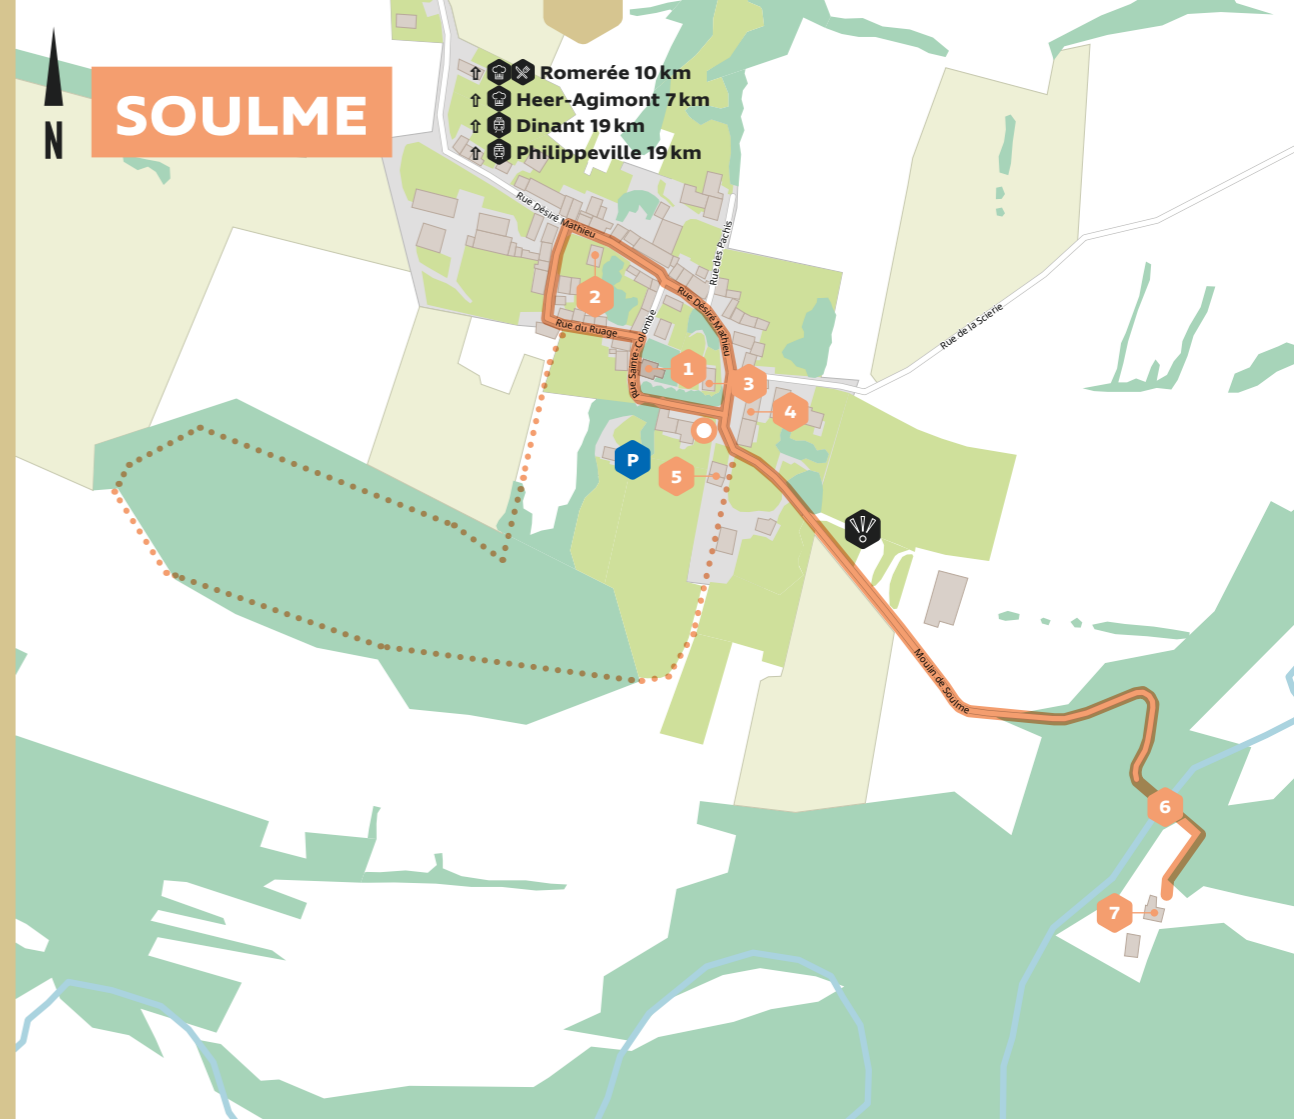 Romerée 10 km
Heer-Agimont 7 km
SOULME
Dinant 19 km
N
Philippeville 19 km
Rue Désiré Mathieu
Rue des Pachis
2
Rue Désiré Mathieu
Rue du Ruage
Rue Sainte-Colombe
Rue de la Scierie
1
3
4
P
5
Moulin de Soulme
6
7